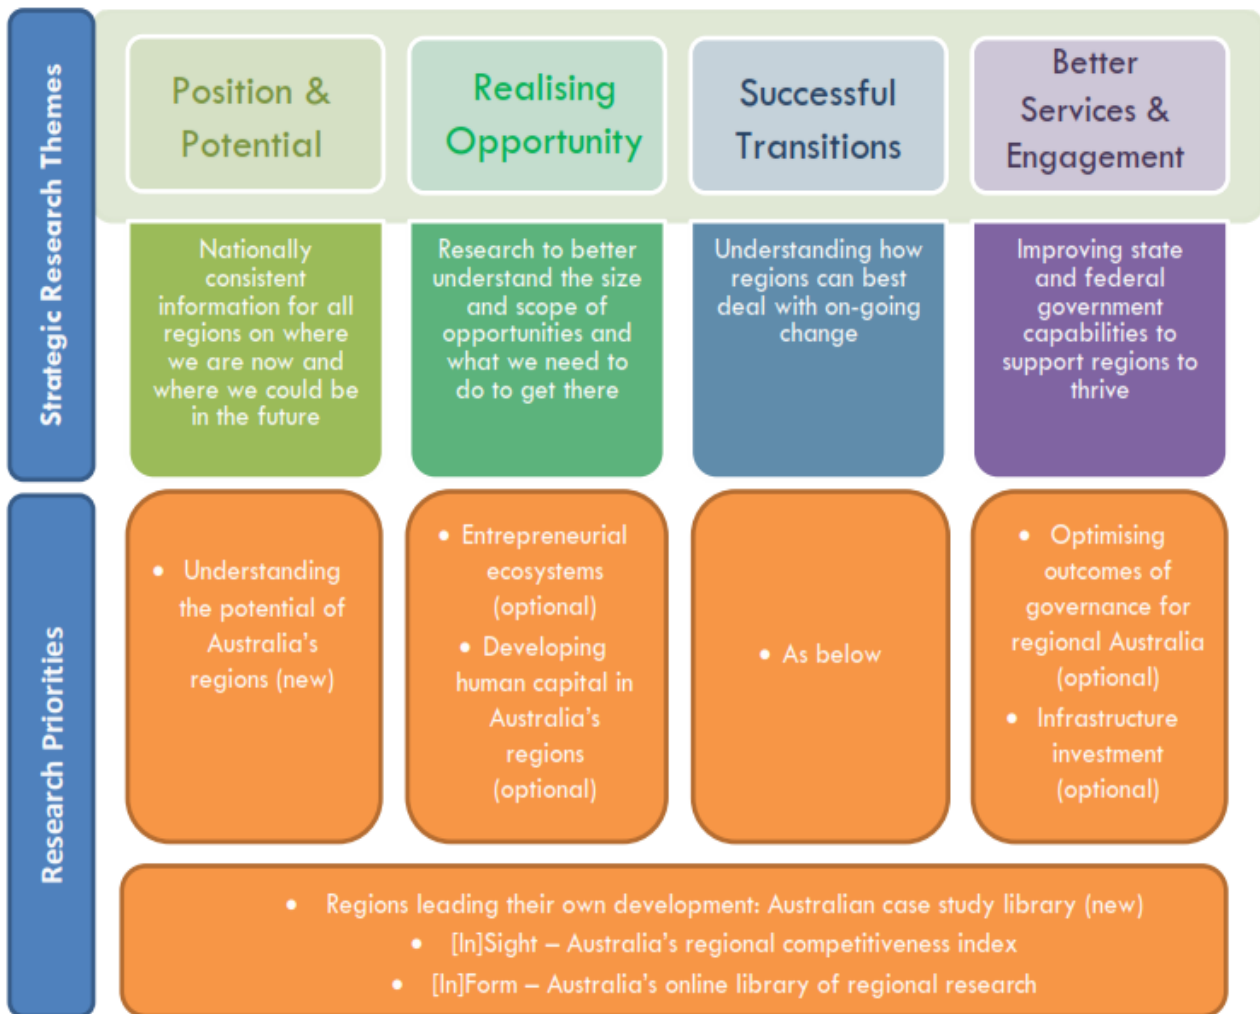 Strategic Research Themes
Position &
Potential
Realising
Opportunity
Successful
Transitions
Better
Services &
Engagement
Nationally
consistent
information for all
regions on where
we are now and
where we could be
in the future
Research to better
understand the size
and scope of
opportunities and
what we need to
do to get there
Understanding how
regions can best
deal with on-going
change
Improving state
and federal
government
capabilities to
support regions to
thrive
Research Priorities
• Understanding
the potential of
Australia's
regions (new)
• Entrepreneurial
ecosystems
(optional)
• Developing
human capital in
Australia's
regions
(optional)
• As below
• Optimising
outcomes of
governance for
regional Australia
(optional)
• Infrastructure
investment
(optional)
• Regions leading their own development: Australian case study library (new)
• [In]Sight – Australia's regional competitiveness index
• [In]Form – Australia's online library of regional research